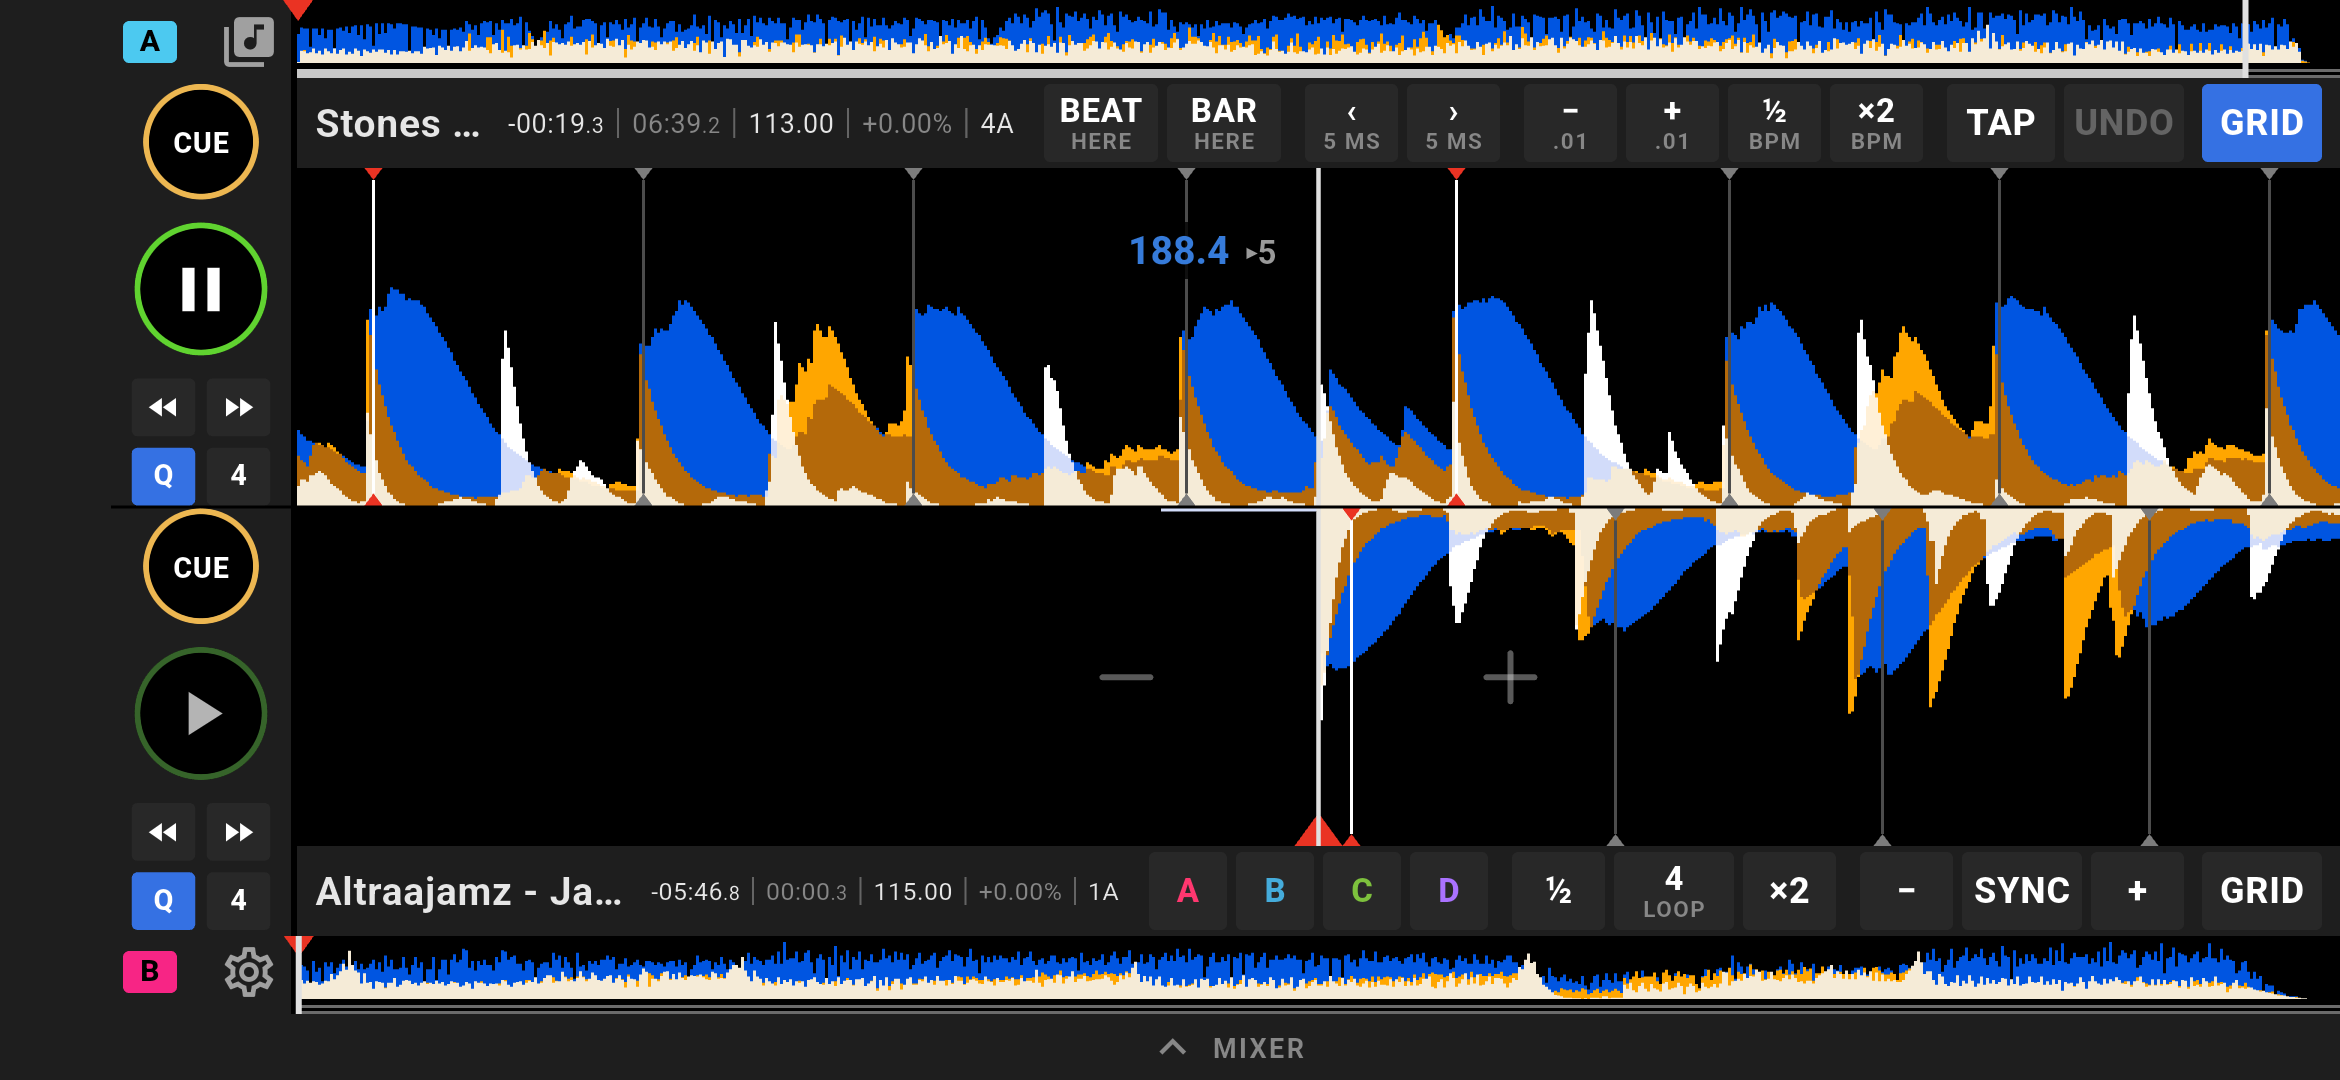 A
Stones ... -00:19.3 06:39.2 113.00 +0.00% 4A
BEAT HERE
BAR HERE
‹ 5 MS
› 5 MS
− .01
+ .01
½ BPM
×2 BPM
TAP
UNDO
GRID
CUE
188.4 ▸5
Q 4
CUE
Q 4
Altraajamz - Ja... -05:46.8 00:00.3 115.00 +0.00% 1A
A B C D
½
4 LOOP
×2
−
SYNC
+
GRID
B
MIXER